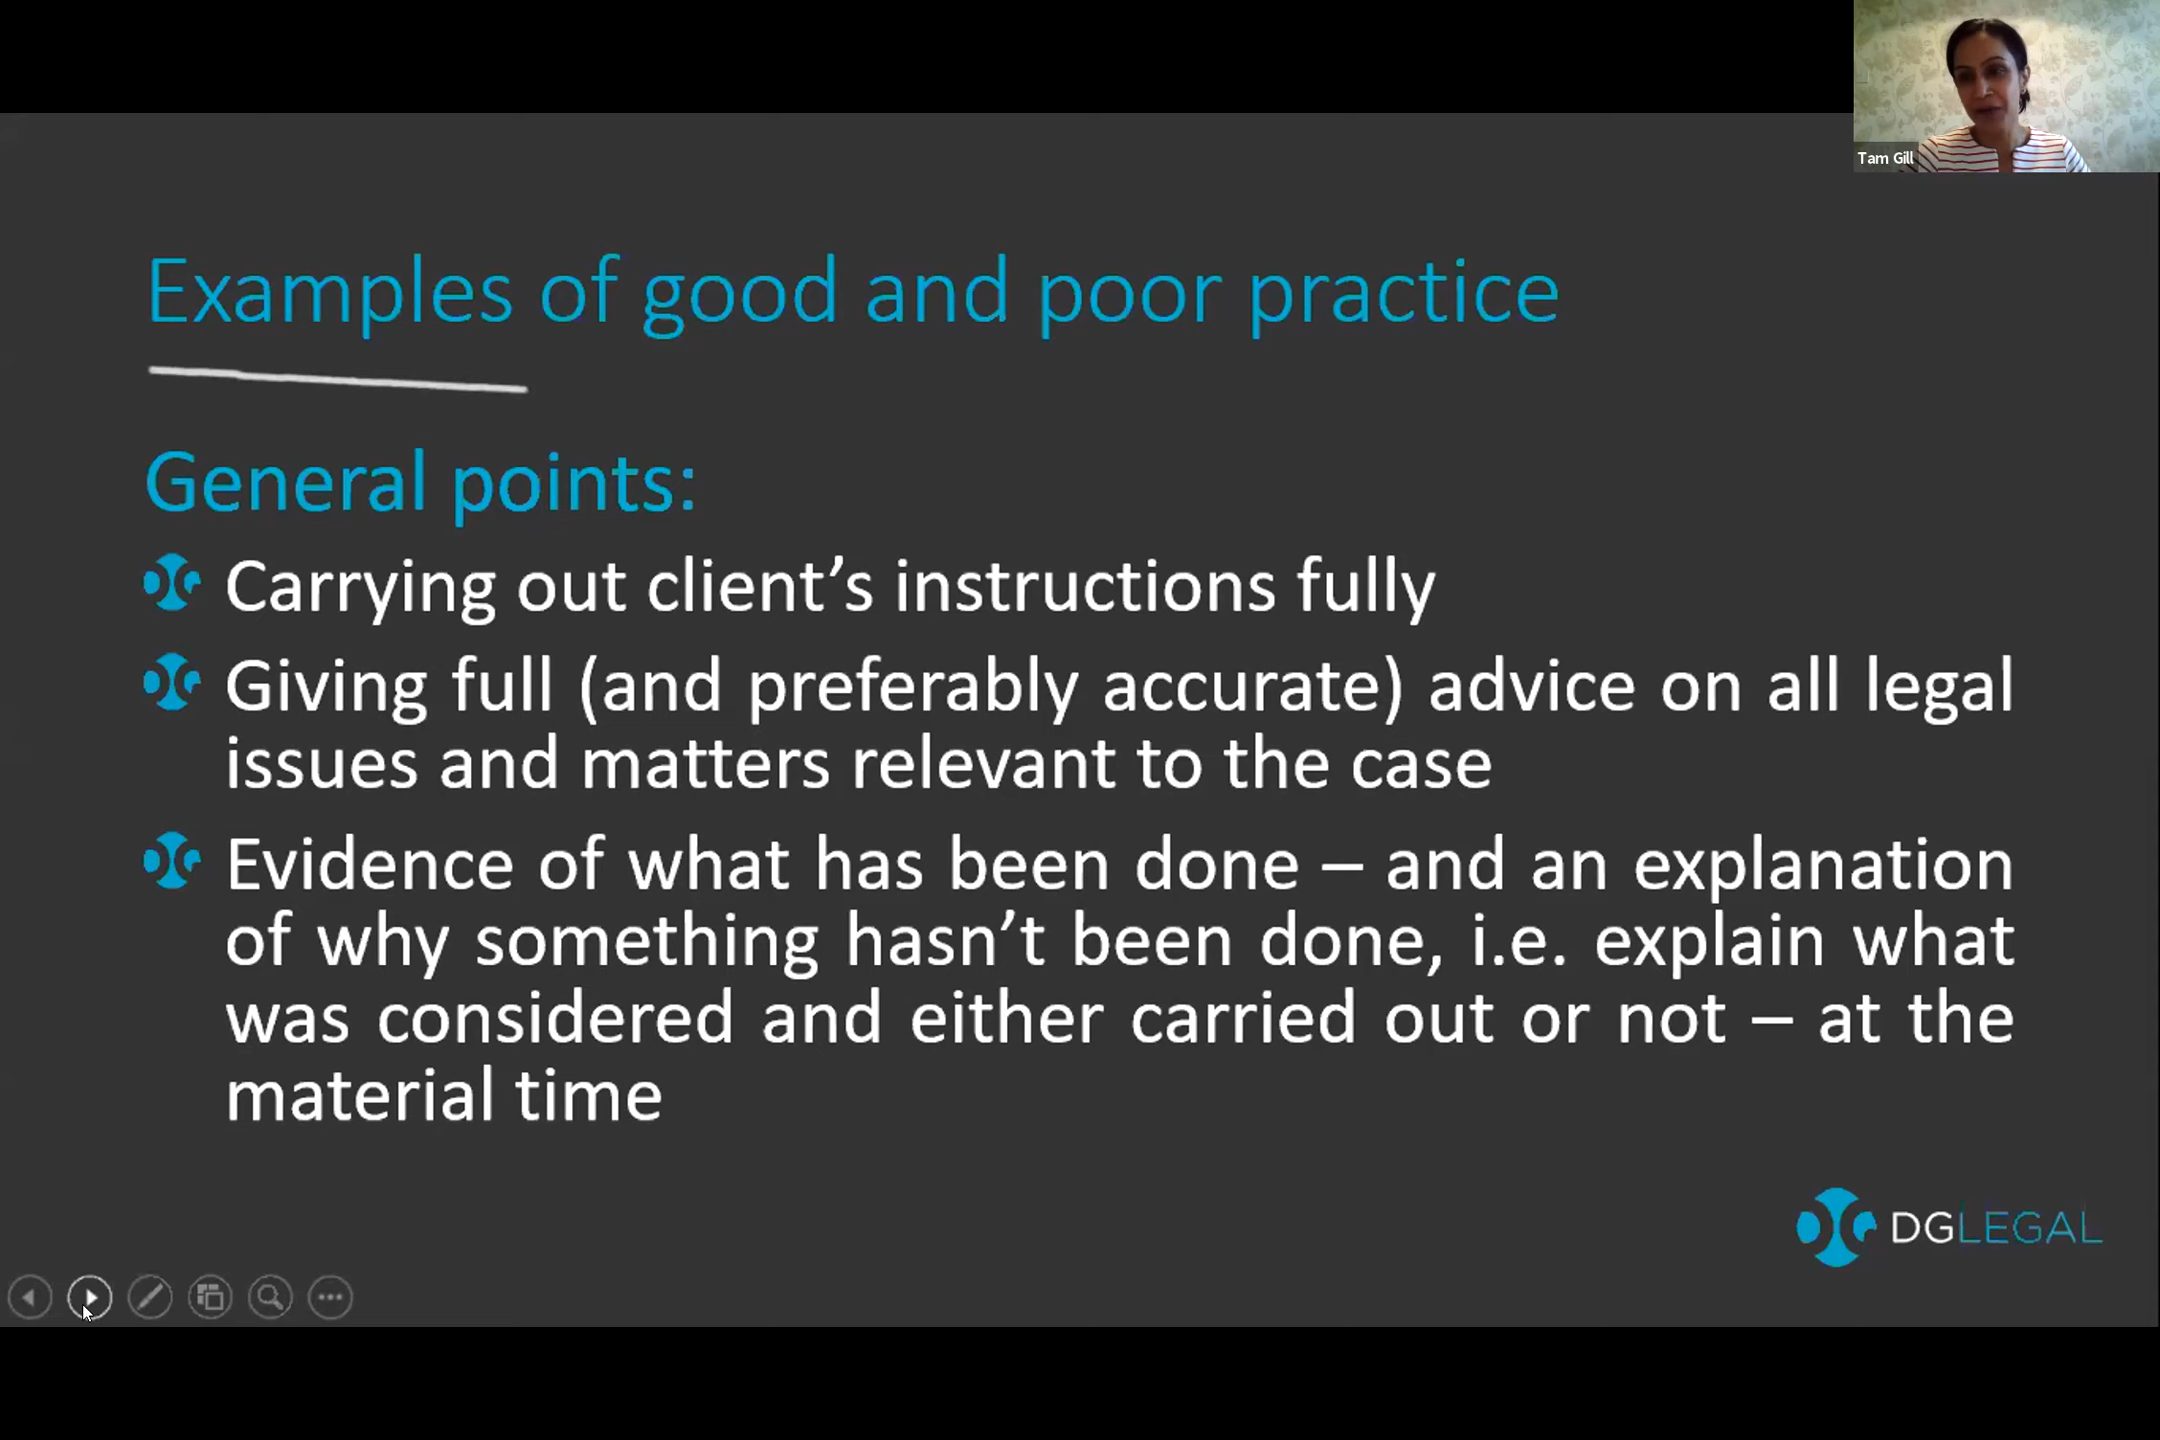 Tam Gill
Examples of good and poor practice
General points:
Carrying out client’s instructions fully
Giving full (and preferably accurate) advice on all legal
issues and matters relevant to the case
Evidence of what has been done – and an explanation
of why something hasn’t been done, i.e. explain what
was considered and either carried out or not – at the
material time
DGLEGAL